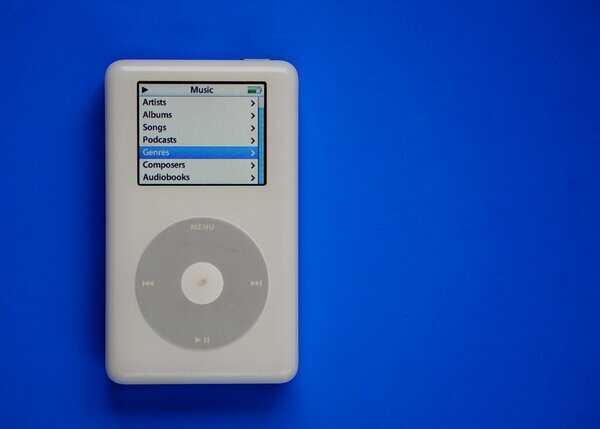 Music
Artists
Albums
Songs
Podcasts
Genres
Composers
Audiobooks
MENU